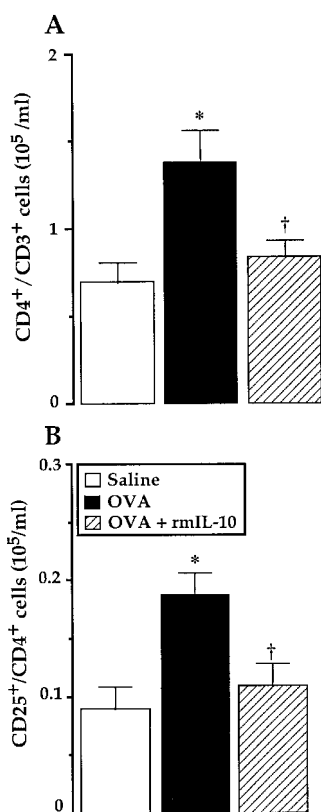 A
CD4⁺/CD3⁺ cells (10⁵/ml)
2
*
1
†
0
B
CD25⁺/CD4⁺ cells (10⁵/ml)
0.3
Saline
OVA
OVA + rmIL-10
*
0.2
†
0.1
0